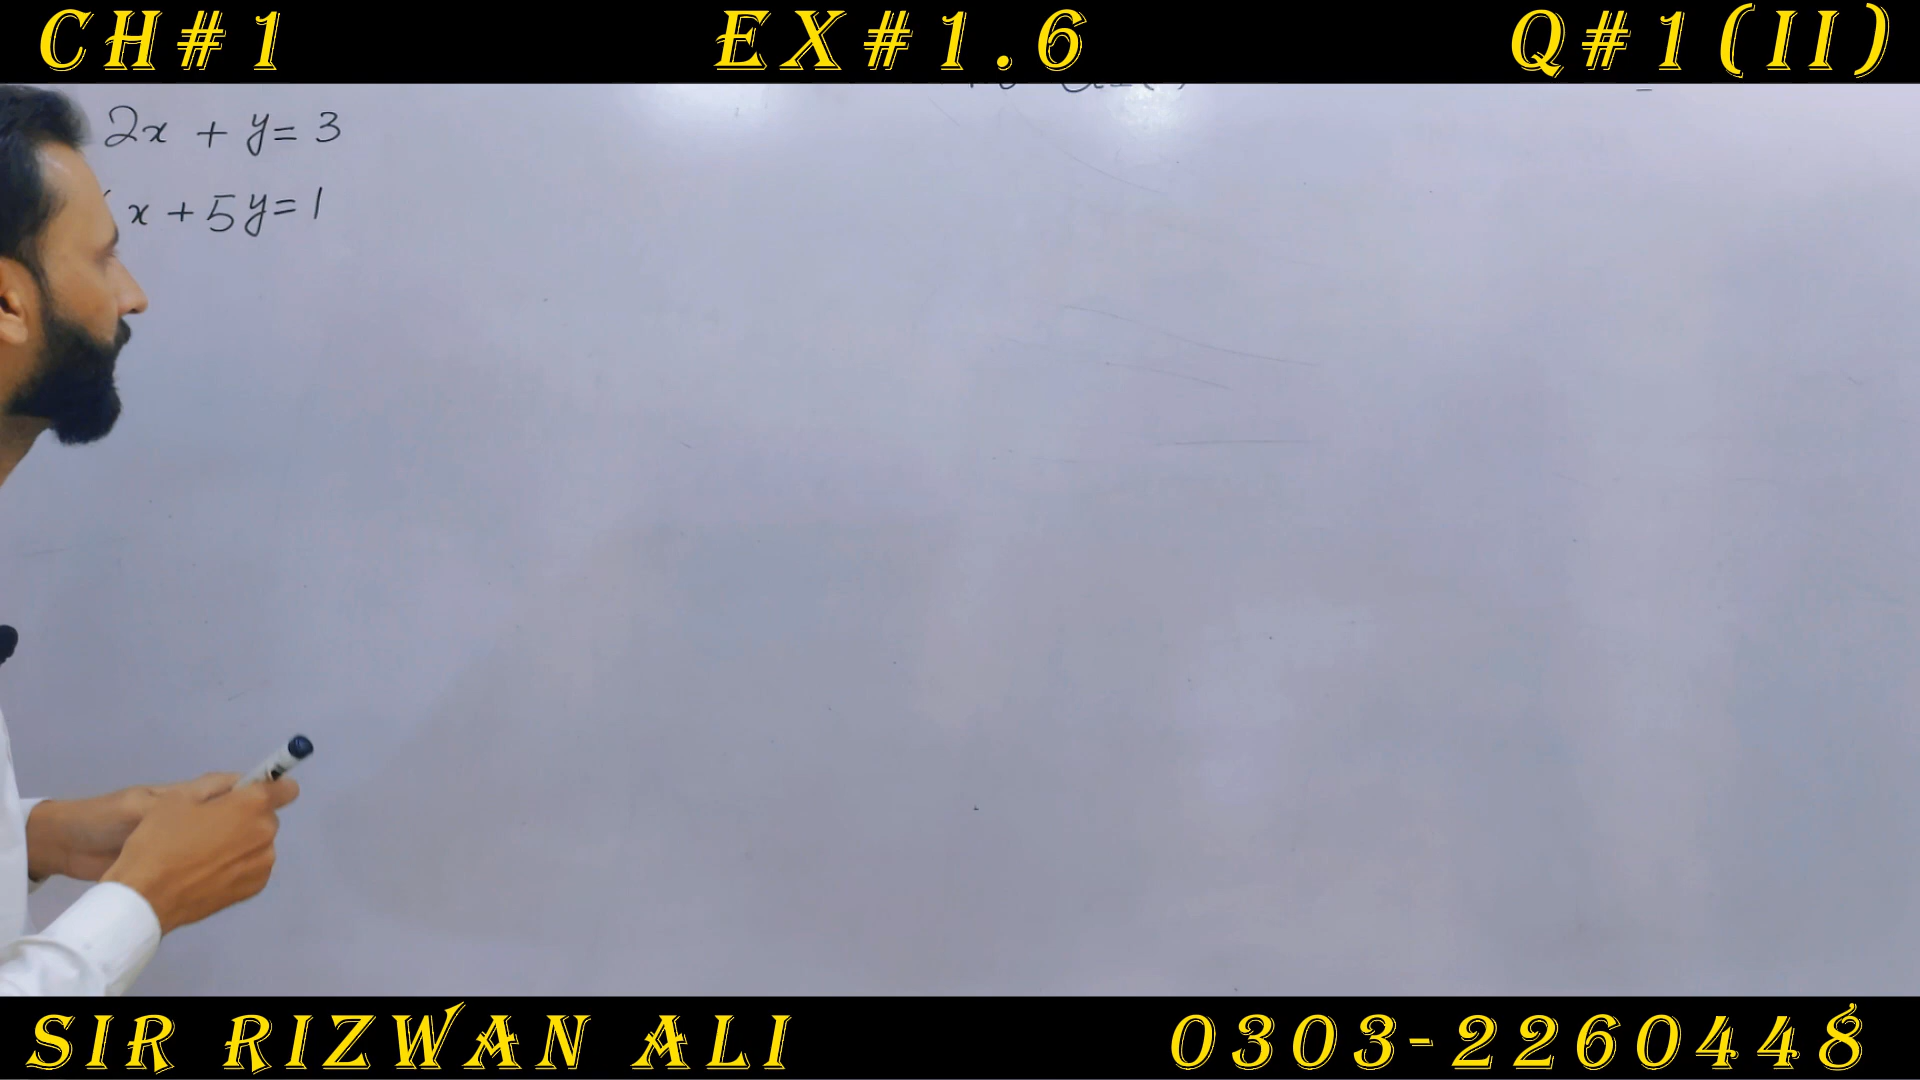 CH#1 EX#1.6 Q#1(II)
2x + y = 3
x + 5y = 1
SIR RIZWAN ALI 0303-2260448